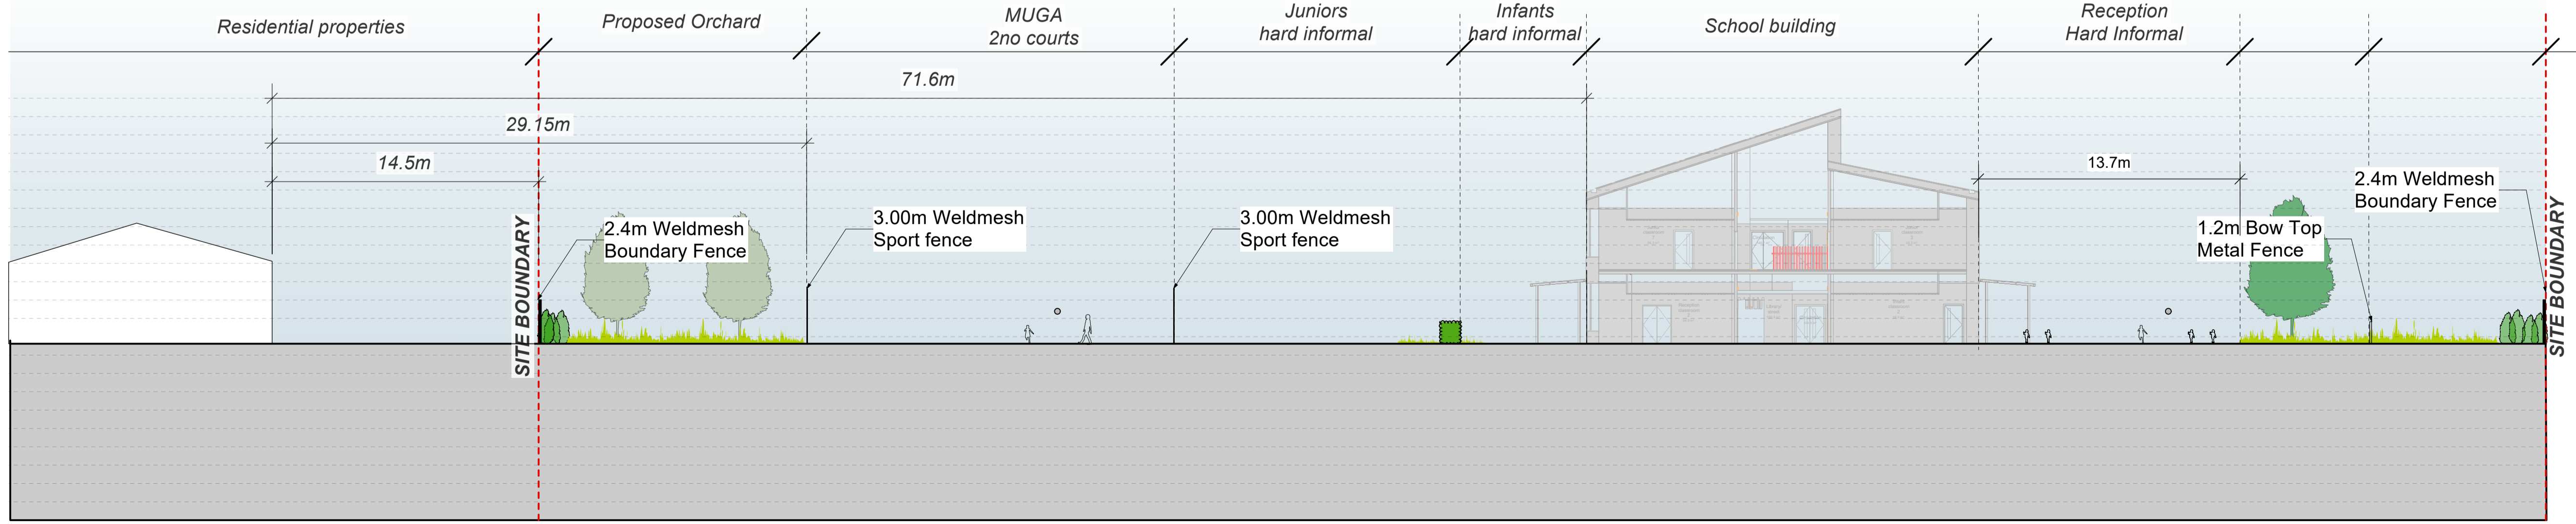 Residential properties
Proposed Orchard
MUGA
2no courts
Juniors
hard informal
Infants
hard informal
School building
Reception
Hard Informal
71.6m
29.15m
14.5m
13.7m
SITE BOUNDARY
2.4m Weldmesh
Boundary Fence
3.00m Weldmesh
Sport fence
3.00m Weldmesh
Sport fence
1.2m Bow Top
Metal Fence
2.4m Weldmesh
Boundary Fence
SITE BOUNDARY